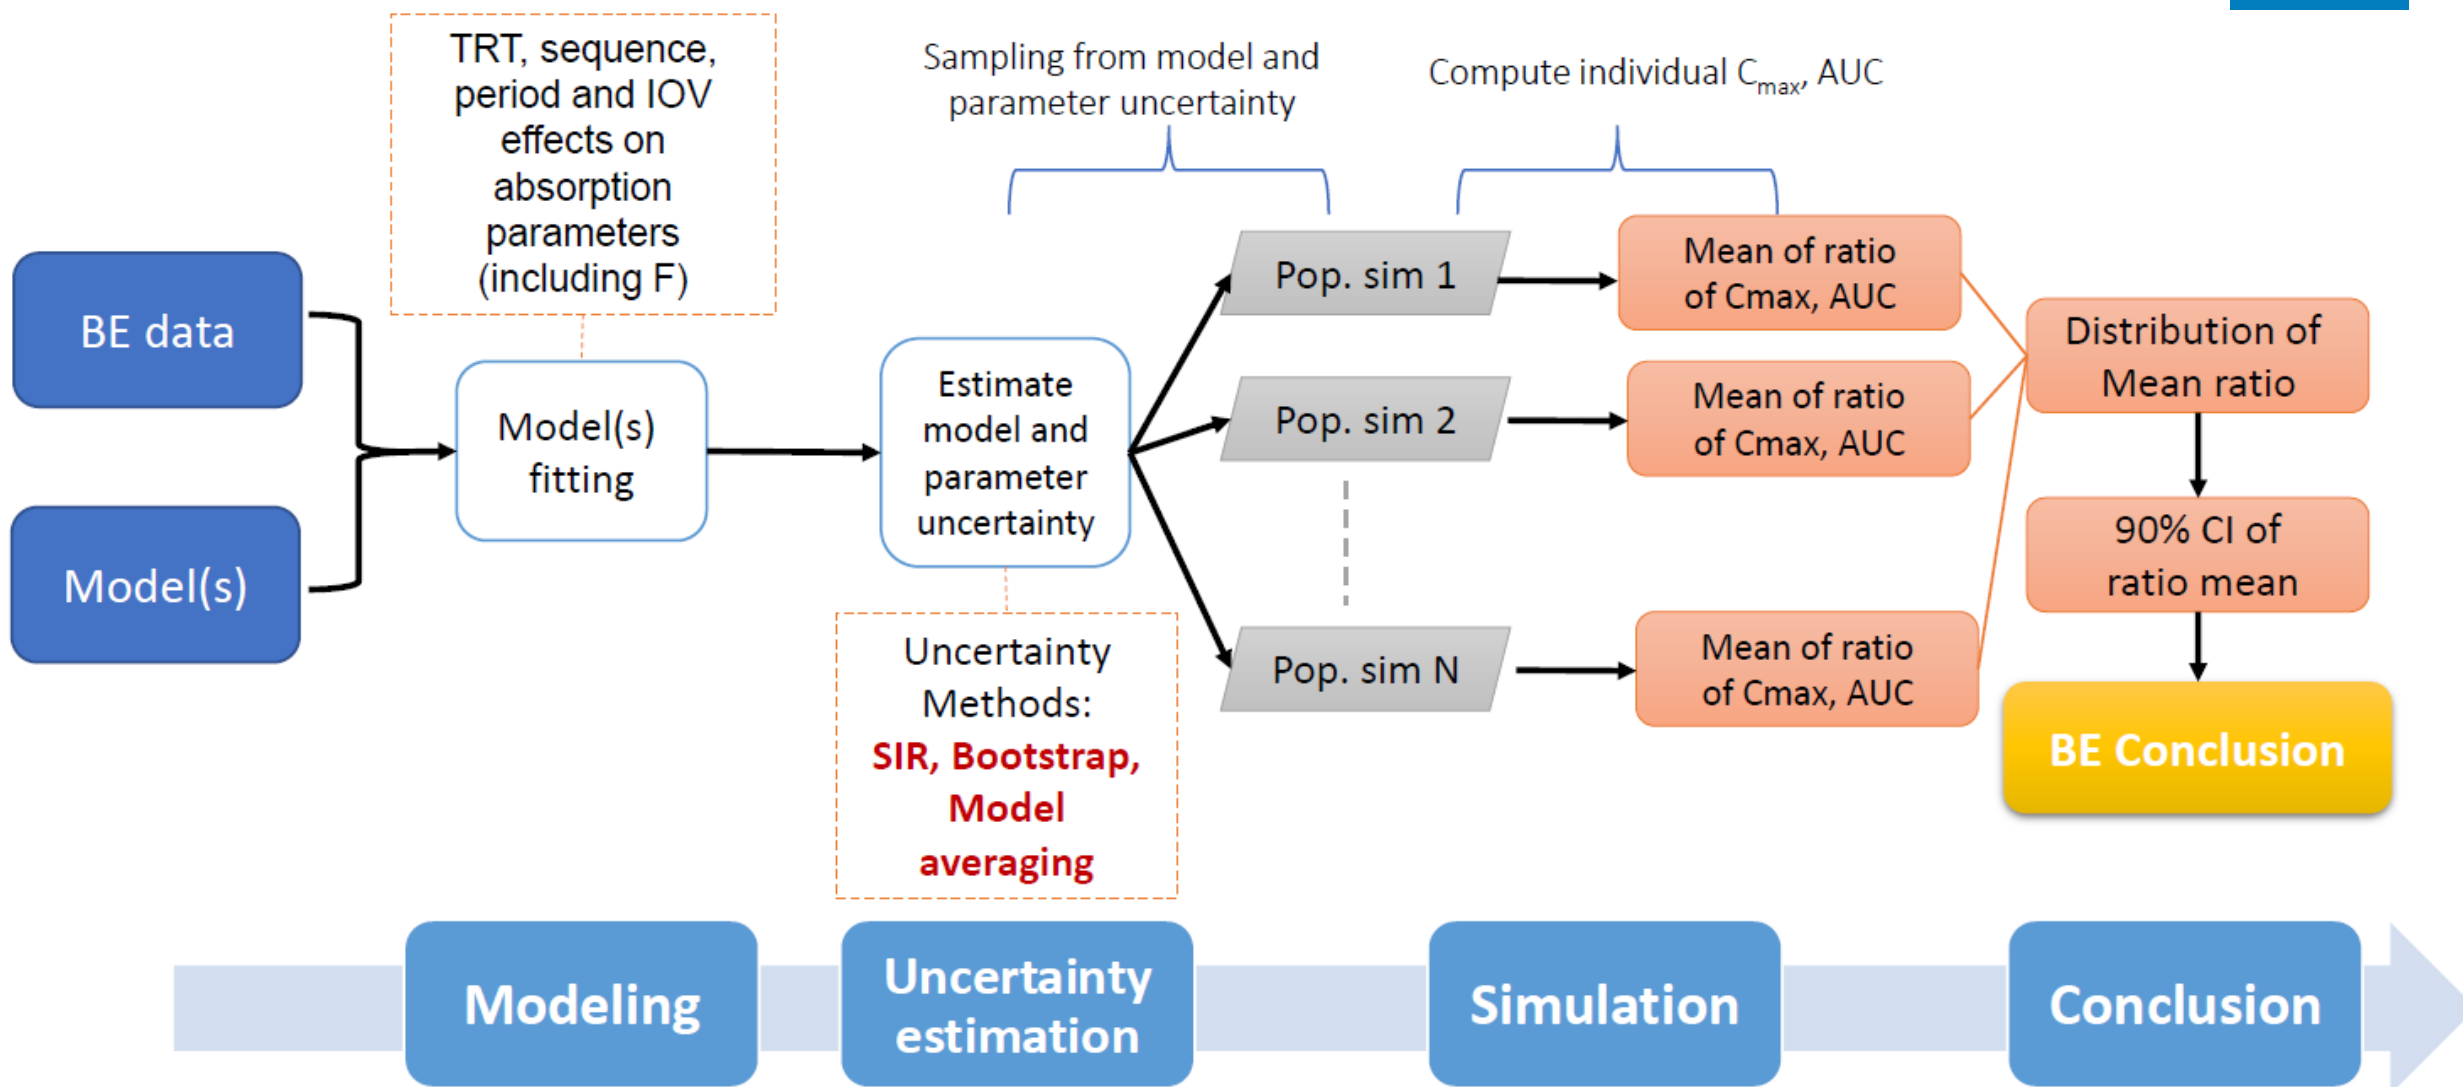 TRT, sequence,
period and IOV
effects on
absorption
parameters
(including F)
Sampling from model and
parameter uncertainty
Compute individual Cmax, AUC
BE data
Model(s)
Model(s)
fitting
Estimate
model and
parameter
uncertainty
Uncertainty
Methods:
SIR, Bootstrap,
Model
averaging
Pop. sim 1
Pop. sim 2
Pop. sim N
Mean of ratio
of Cmax, AUC
Mean of ratio
of Cmax, AUC
Mean of ratio
of Cmax, AUC
Distribution of
Mean ratio
90% CI of
ratio mean
BE Conclusion
Modeling
Uncertainty
estimation
Simulation
Conclusion